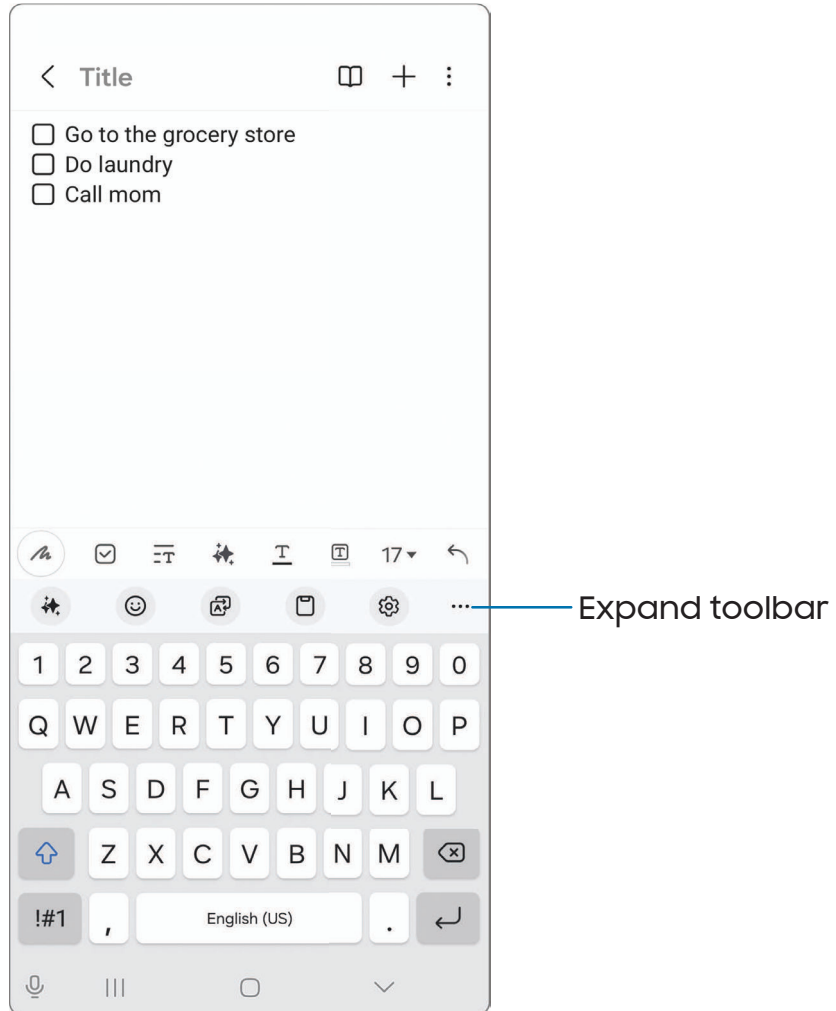 Title
Go to the grocery store
Do laundry
Call mom
T T 17
A
Expand toolbar
1 2 3 4 5 6 7 8 9 0
Q W E R T Y U I O P
A S D F G H J K L
Z X C V B N M
!#1 , English (US) .